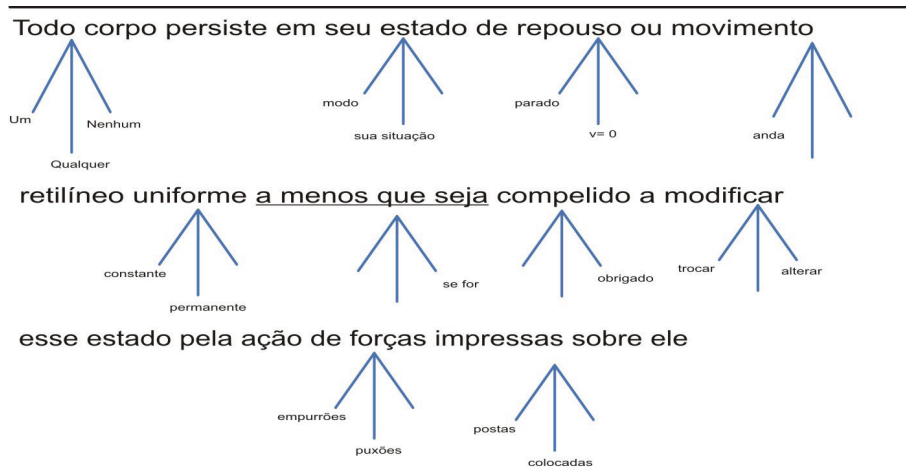 Todo corpo persiste em seu estado de repouso ou movimento
modo
parado
Um
Nenhum
sua situação
v= 0
anda
Qualquer
retilíneo uniforme a menos que seja compelido a modificar
constante
se for
obrigado
trocar
alterar
permanente
esse estado pela ação de forças impressas sobre ele
empurrões
postas
puxões
colocadas